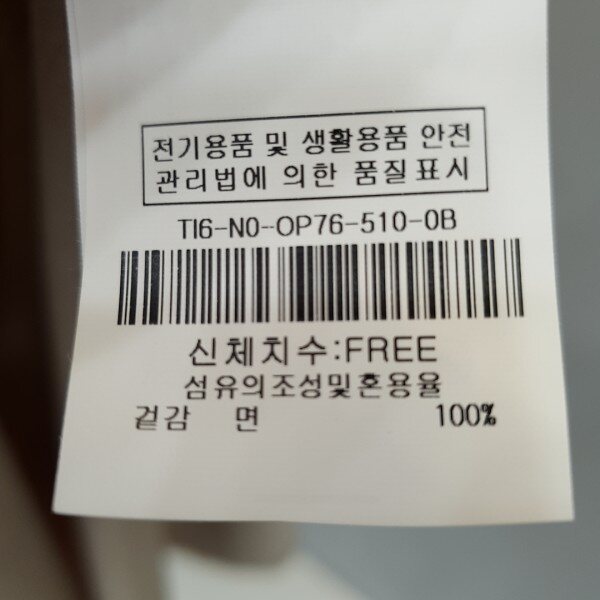 전기용품 및 생활용품 안전
관리법에 의한 품질표시
TI6-N0-OP76-510-0B
신체치수:FREE
섬유의조성및혼용율
겉감 면 100%